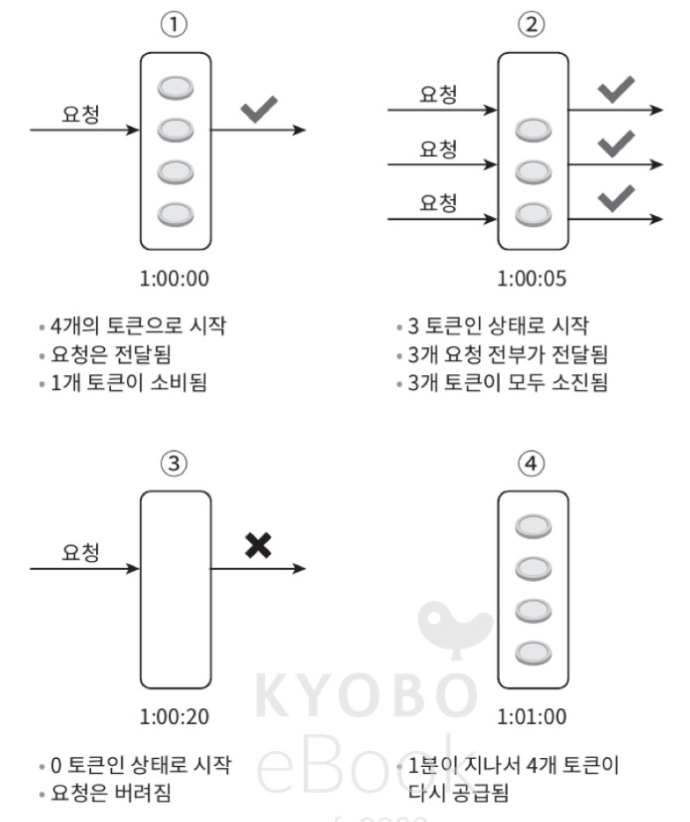 ①
요청
1:00:00
• 4개의 토큰으로 시작
• 요청은 전달됨
• 1개 토큰이 소비됨
②
요청
요청
요청
1:00:05
• 3 토큰인 상태로 시작
• 3개 요청 전부가 전달됨
• 3개 토큰이 모두 소진됨
③
요청
1:00:20
• 0 토큰인 상태로 시작
• 요청은 버려짐
④
1:01:00
• 1분이 지나서 4개 토큰이
다시 공급됨
KYOBO
eBook